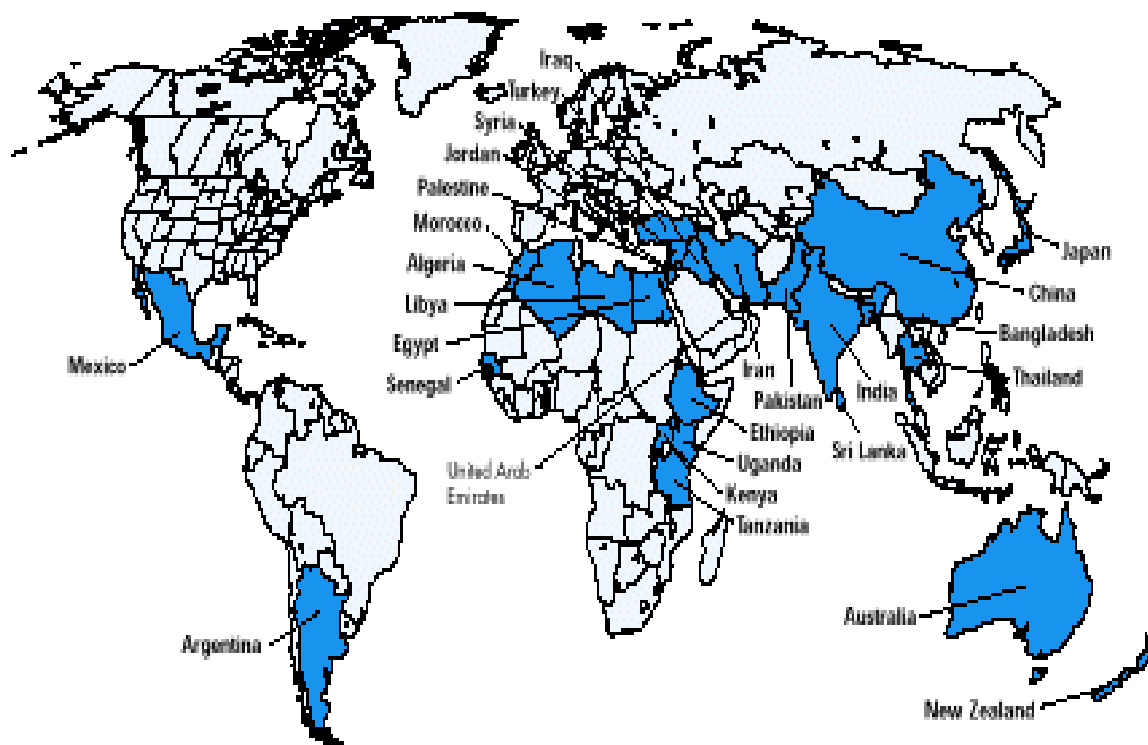 Iraq
Turkey
Syria
Jordan
Palestine
Morocco
Algeria
Libya
Egypt
Senegal
United Arab
Emirates
Mexico
Argentina
Japan
China
Bangladesh
Thailand
Iran
Pakistan
India
Sri Lanka
Ethiopia
Uganda
Kenya
Tanzania
Australia
New Zealand